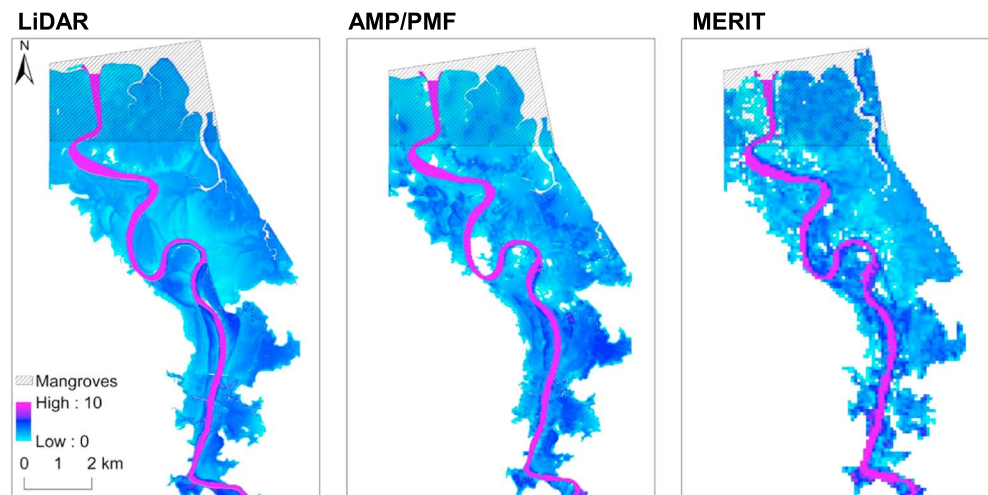 LiDAR
AMP/PMF
MERIT
N
Mangroves
High : 10
Low : 0
0 1 2 km